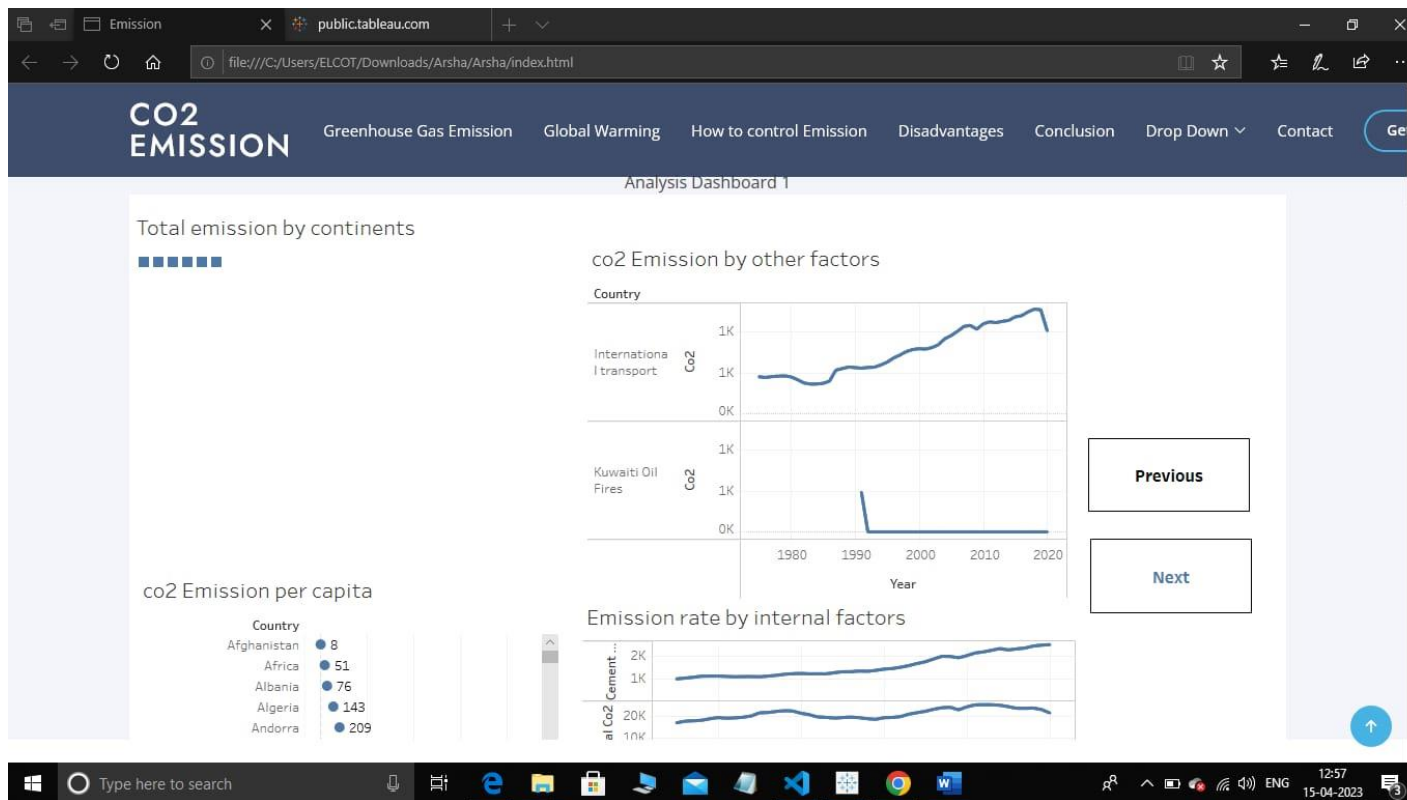 Emission
public.tableau.com
file:///C:/Users/ELCOT/Downloads/Arsha/Arsha/index.html
CO2
EMISSION
Greenhouse Gas Emission
Global Warming
How to control Emission
Disadvantages
Conclusion
Drop Down
Contact
Get
Analysis Dashboard 1
Total emission by continents
co2 Emission by other factors
Country
Internationa
l transport
Co2
1K
1K
0K
Kuwaiti Oil
Fires
Co2
1K
1K
0K
1980 1990 2000 2010 2020
Year
Previous
Next
co2 Emission per capita
Country
Afghanistan 8
Africa 51
Albania 76
Algeria 143
Andorra 209
Emission rate by internal factors
Cement ...
2K
1K
al Co2
20K
10K
Type here to search
ENG
12:57
15-04-2023
3